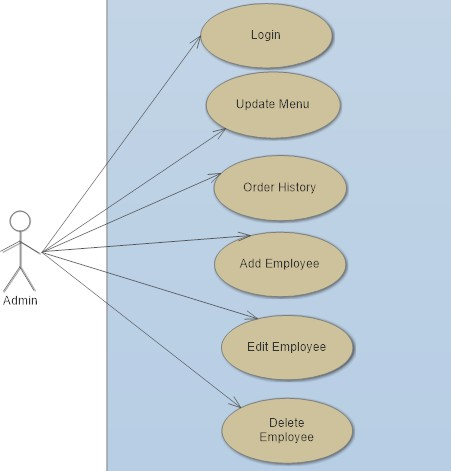 Login
Update Menu
Order History
Add Employee
Admin
Edit Employee
Delete
Employee